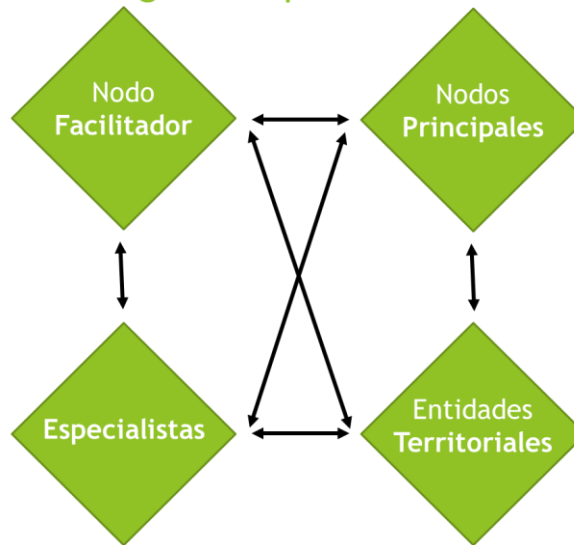 Nodo
Facilitador
Nodos
Principales
Especialistas
Entidades
Territoriales